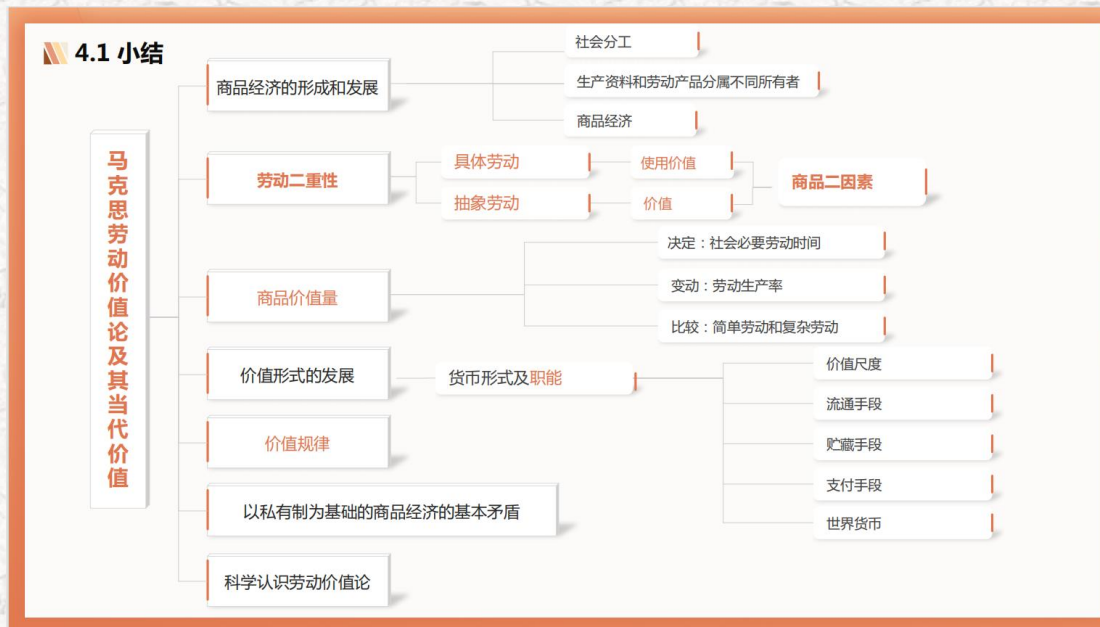 4.1 小结
马克思劳动价值论及其当代价值
商品经济的形成和发展
社会分工
生产资料和劳动产品分属不同所有者
商品经济
劳动二重性
具体劳动
使用价值
抽象劳动
价值
商品二因素
商品价值量
决定：社会必要劳动时间
变动：劳动生产率
比较：简单劳动和复杂劳动
价值形式的发展
货币形式及职能
价值尺度
流通手段
贮藏手段
支付手段
世界货币
价值规律
以私有制为基础的商品经济的基本矛盾
科学认识劳动价值论